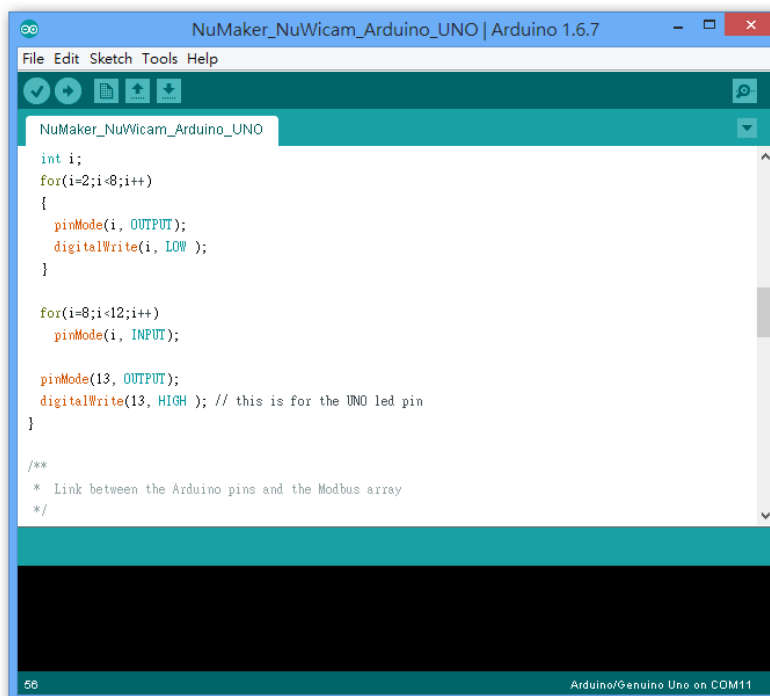 NuMaker_NuWicam_Arduino_UNO | Arduino 1.6.7
File Edit Sketch Tools Help
NuMaker_NuWicam_Arduino_UNO
int i;
for(i=2;i<8;i++)
{
pinMode(i, OUTPUT);
digitalWrite(i, LOW );
}
for(i=8;i<12;i++)
pinMode(i, INPUT);
pinMode(13, OUTPUT);
digitalWrite(13, HIGH ); // this is for the UNO led pin
}
/**
* Link between the Arduino pins and the Modbus array
*/
56
Arduino/Genuino Uno on COM11